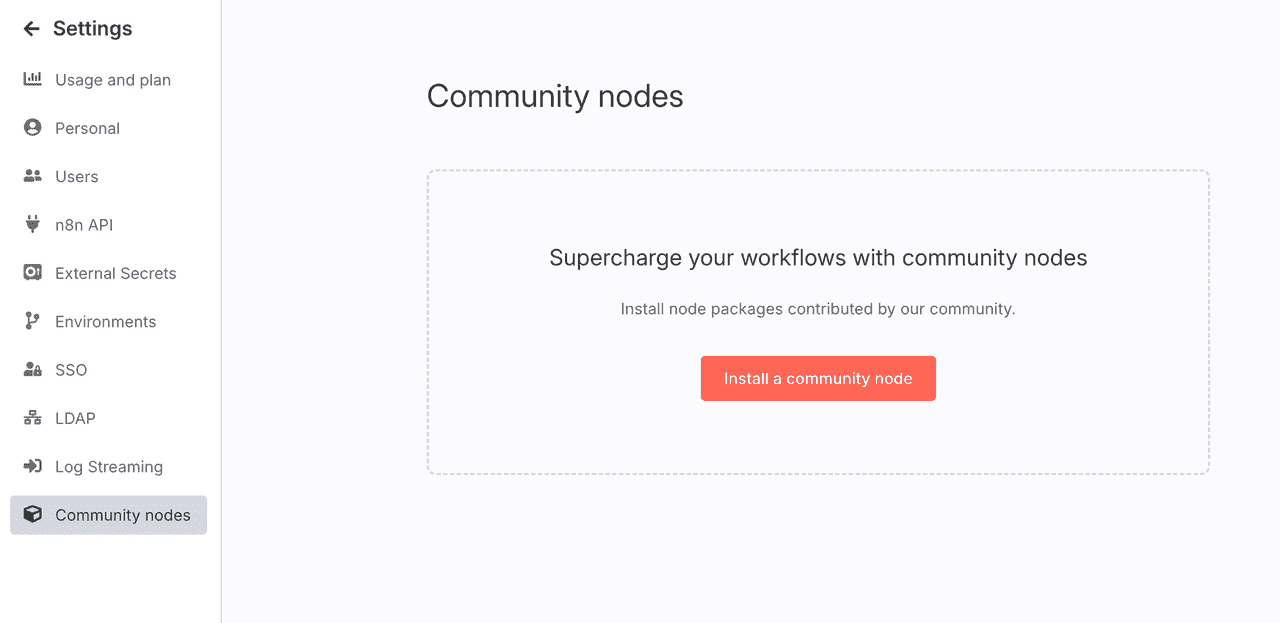 Settings
Usage and plan
Personal
Users
n8n API
External Secrets
Environments
SSO
LDAP
Log Streaming
Community nodes
Community nodes
Supercharge your workflows with community nodes
Install node packages contributed by our community.
Install a community node